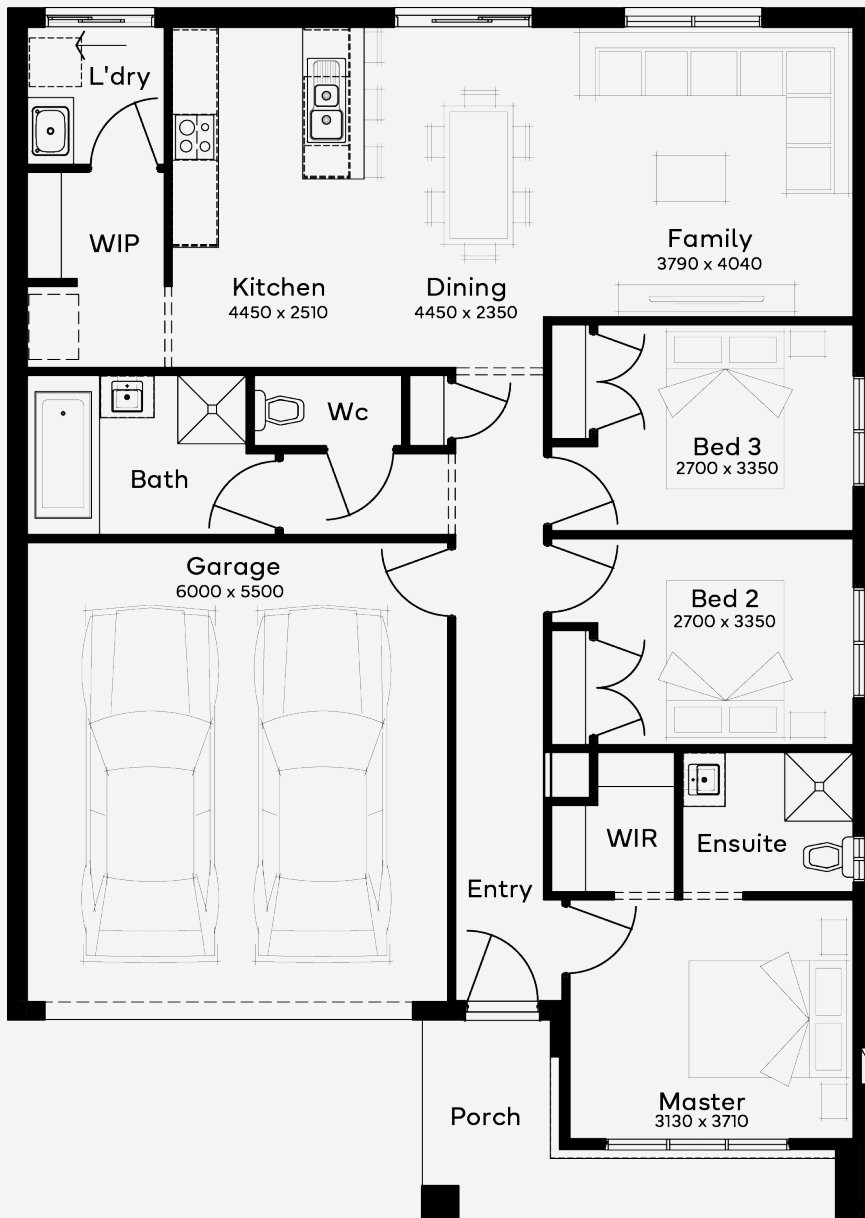 L'dry
WIP
Kitchen
4450 x 2510
Dining
4450 x 2350
Family
3790 x 4040
Wc
Bath
Bed 3
2700 x 3350
Garage
6000 x 5500
Bed 2
2700 x 3350
WIR
Ensuite
Entry
Master
3130 x 3710
Porch